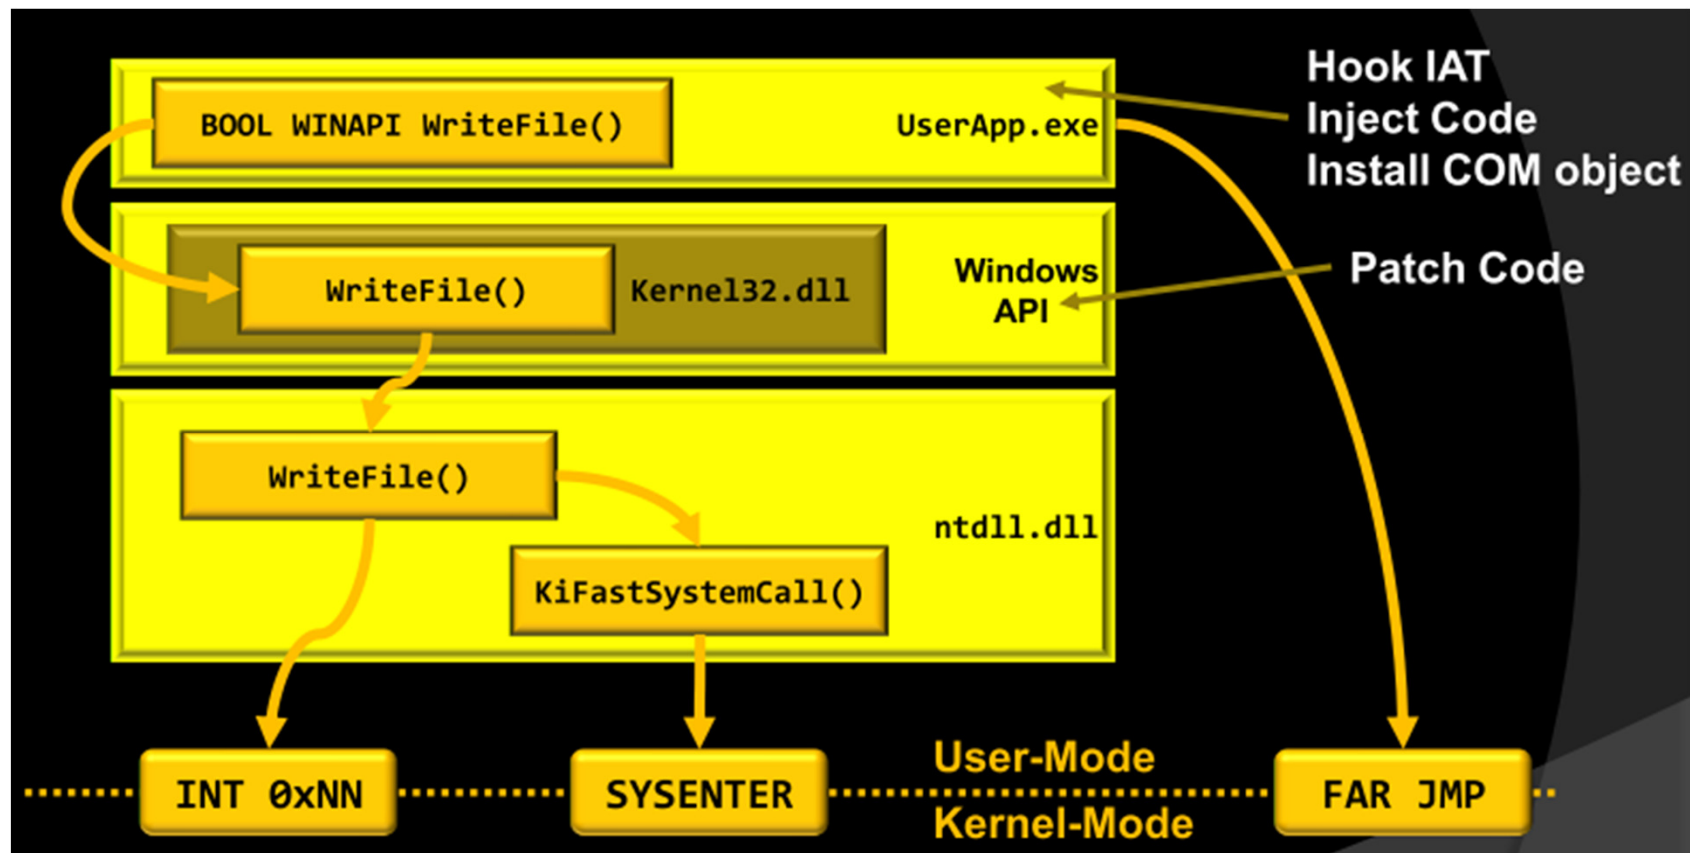 BOOL WINAPI WriteFile()
UserApp.exe
Hook IAT
Inject Code
Install COM object
WriteFile()
Kernel32.dll
Windows
API
Patch Code
WriteFile()
ntdll.dll
KiFastSystemCall()
INT 0xNN
SYSENTER
User-Mode
Kernel-Mode
FAR JMP